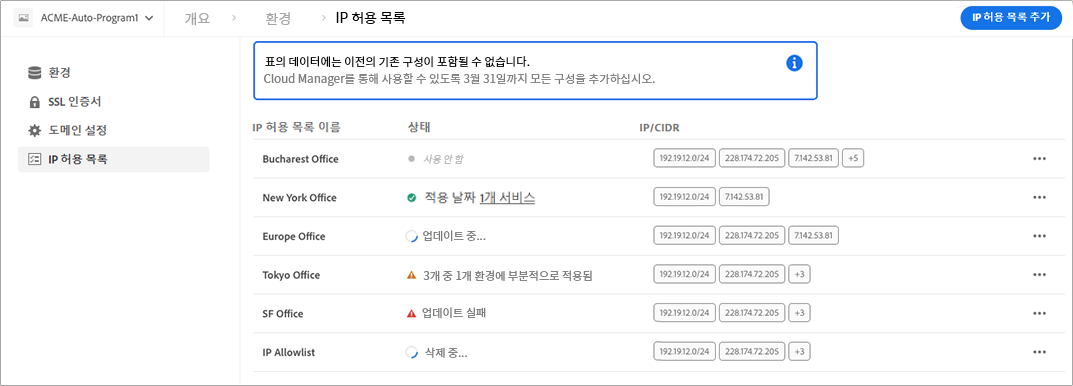 ACME-Auto-Program1 개요 환경 IP 허용 목록 IP 허용 목록 추가
표의 데이터에는 이전의 기존 구성이 포함될 수 없습니다.
Cloud Manager를 통해 사용할 수 있도록 3월 31일까지 모든 구성을 추가하십시오.
환경
SSL 인증서
도메인 설정
IP 허용 목록
IP 허용 목록 이름 상태 IP/CIDR
Bucharest Office 사용 안 함 192.19.12.0/24 228.174.72.205 7.142.53.81 +5
New York Office 적용 날짜 1개 서비스 192.19.12.0/24 7.142.53.81
Europe Office 업데이트 중... 192.19.12.0/24 228.174.72.205 7.142.53.81
Tokyo Office 3개 중 1개 환경에 부분적으로 적용됨 192.19.12.0/24 228.174.72.205 +3
SF Office 업데이트 실패 192.19.12.0/24 228.174.72.205 +3
IP Allowlist 삭제 중... 192.19.12.0/24 228.174.72.205 +3